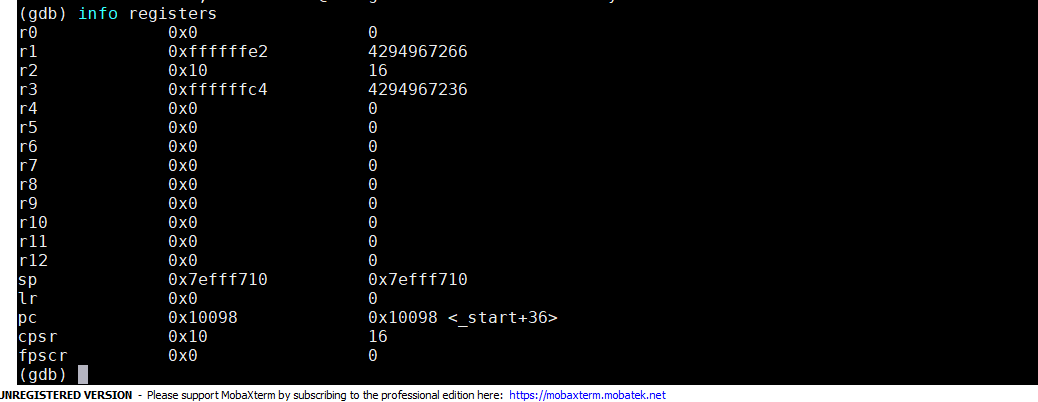 (gdb) info registers
r0 0x0 0
r1 0xffffffe2 4294967266
r2 0x10 16
r3 0xffffffc4 4294967236
r4 0x0 0
r5 0x0 0
r6 0x0 0
r7 0x0 0
r8 0x0 0
r9 0x0 0
r10 0x0 0
r11 0x0 0
r12 0x0 0
sp 0x7efff710 0x7efff710
lr 0x0 0
pc 0x10098 0x10098 <_start+36>
cpsr 0x10 16
fpscr 0x0 0
(gdb)
UNREGISTERED VERSION - Please support MobaXterm by subscribing to the professional edition here: https://mobaxterm.mobatek.net